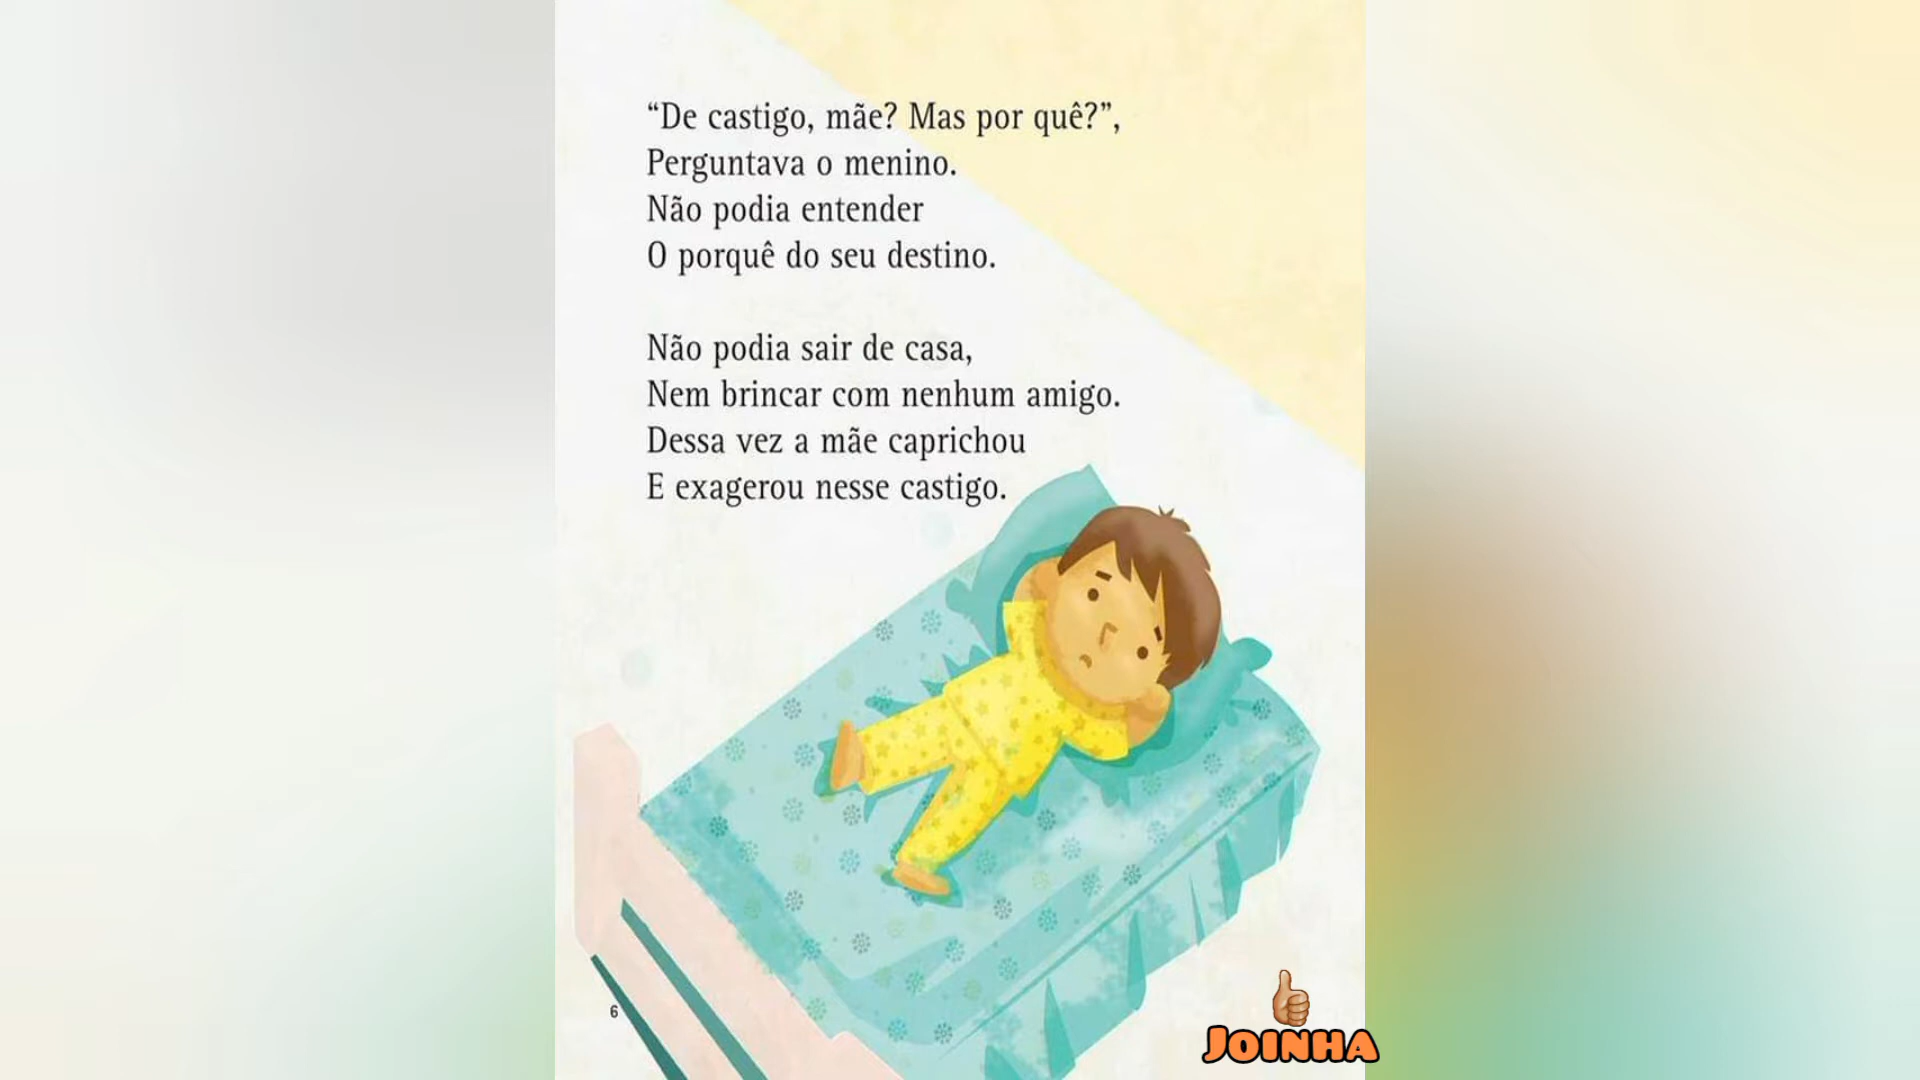 “De castigo, mãe? Mas por quê?”,
Perguntava o menino.
Não podia entender
O porquê do seu destino.
Não podia sair de casa,
Nem brincar com nenhum amigo.
Dessa vez a mãe caprichou
E exagerou nesse castigo.
6
JOINHA